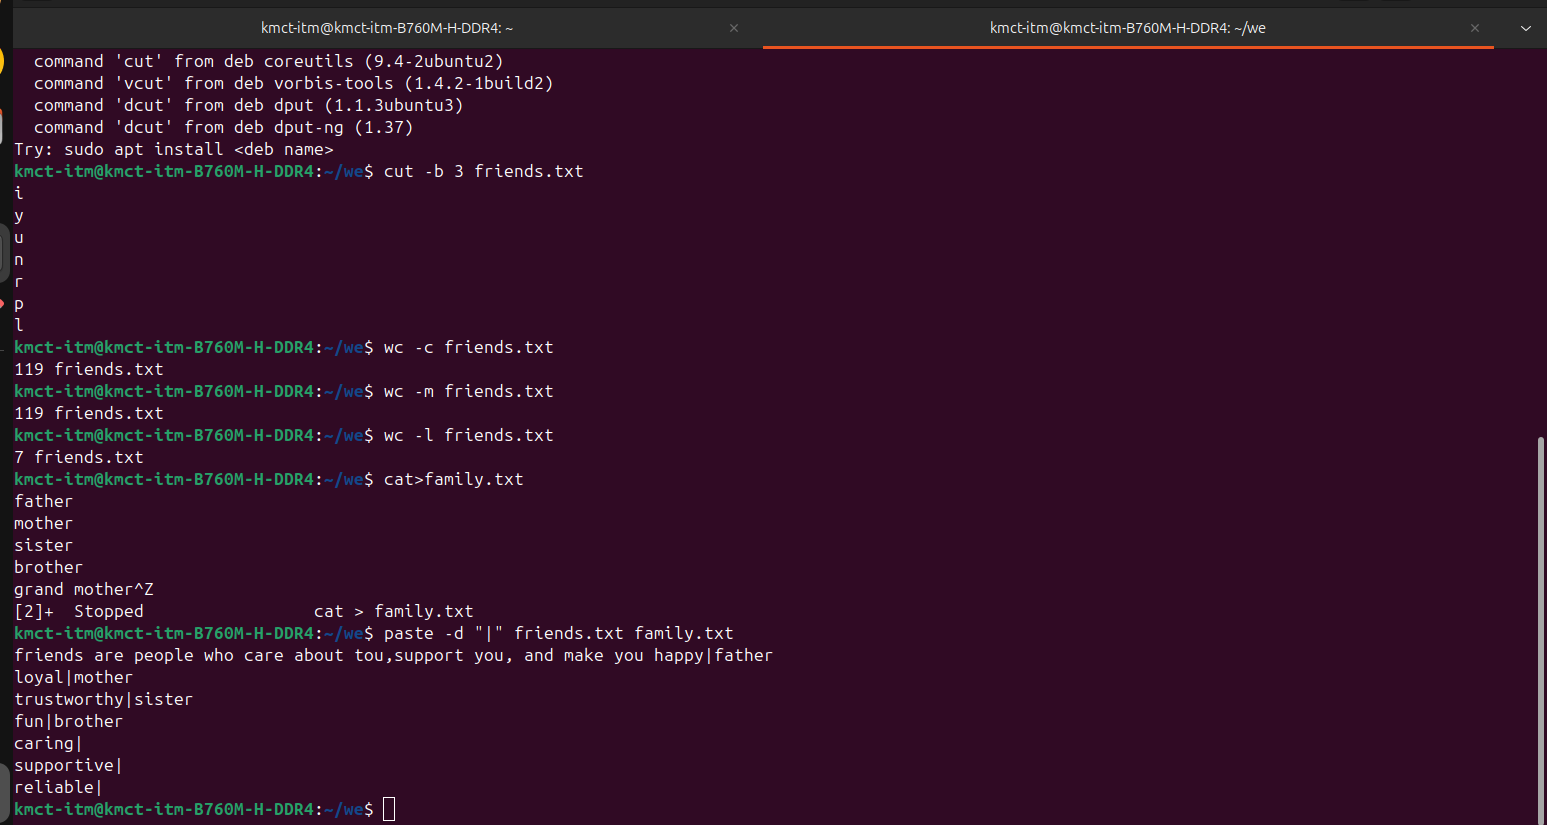 kmct-itm@kmct-itm-B760M-H-DDR4: ~
kmct-itm@kmct-itm-B760M-H-DDR4: ~/we
  command 'cut' from deb coreutils (9.4-2ubuntu2)
  command 'vcut' from deb vorbis-tools (1.4.2-1build2)
  command 'dcut' from deb dput (1.1.3ubuntu3)
  command 'dcut' from deb dput-ng (1.37)
Try: sudo apt install <deb name>
kmct-itm@kmct-itm-B760M-H-DDR4:~/we$ cut -b 3 friends.txt
i
y
u
n
r
p
l
kmct-itm@kmct-itm-B760M-H-DDR4:~/we$ wc -c friends.txt
119 friends.txt
kmct-itm@kmct-itm-B760M-H-DDR4:~/we$ wc -m friends.txt
119 friends.txt
kmct-itm@kmct-itm-B760M-H-DDR4:~/we$ wc -l friends.txt
7 friends.txt
kmct-itm@kmct-itm-B760M-H-DDR4:~/we$ cat>family.txt
father
mother
sister
brother
grand mother^Z
[2]+  Stopped                 cat > family.txt
kmct-itm@kmct-itm-B760M-H-DDR4:~/we$ paste -d "|" friends.txt family.txt
friends are people who care about tou,support you, and make you happy|father
loyal|mother
trustworthy|sister
fun|brother
caring|
supportive|
reliable|
kmct-itm@kmct-itm-B760M-H-DDR4:~/we$